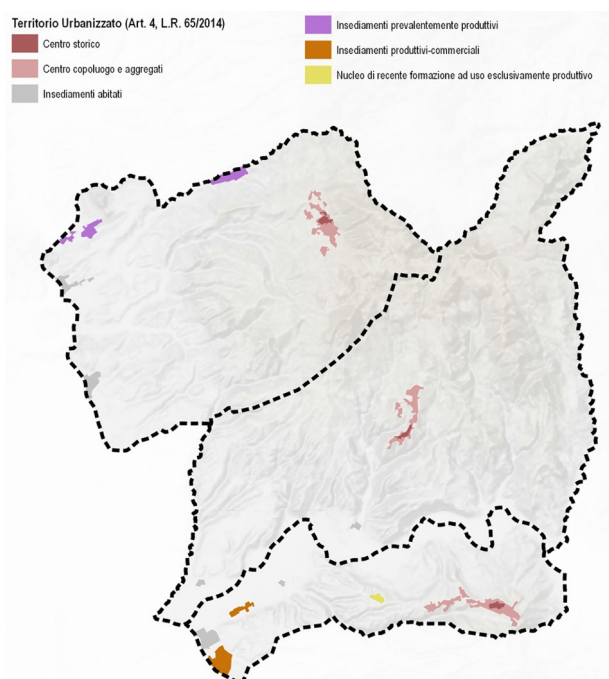 Territorio Urbanizzato (Art. 4, L.R. 65/2014)
Centro storico
Centro copoluogo e aggregati
Insediamenti abitati
Insediamenti prevalentemente produttivi
Insediamenti produttivi-commerciali
Nucleo di recente formazione ad uso esclusivamente produttivo